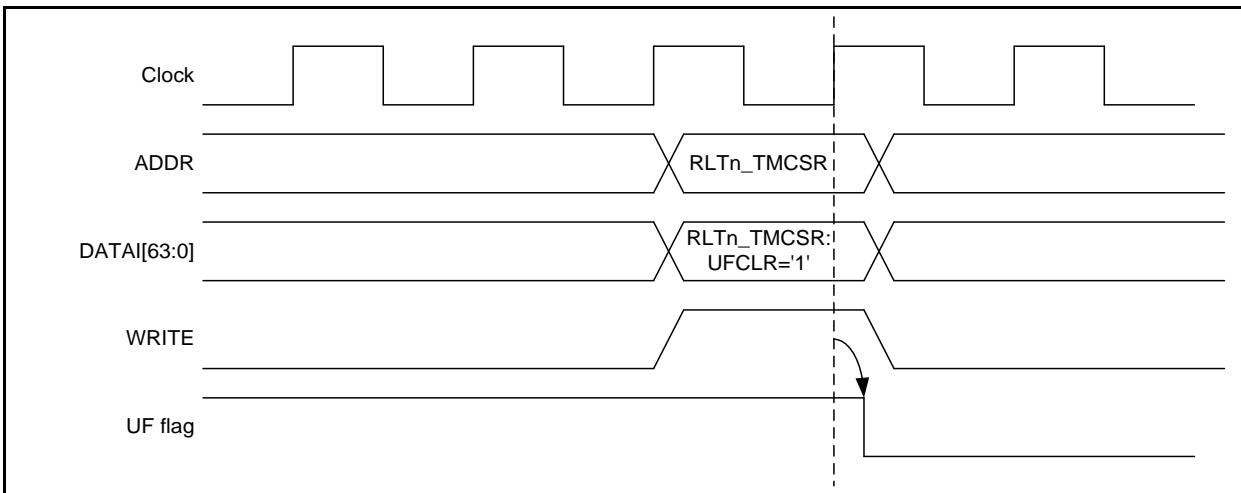 Clock
ADDR
RLTn_TMCSR
DATAI[63:0]
RLTn_TMCSR:
UFCLR='1'
WRITE
UF flag